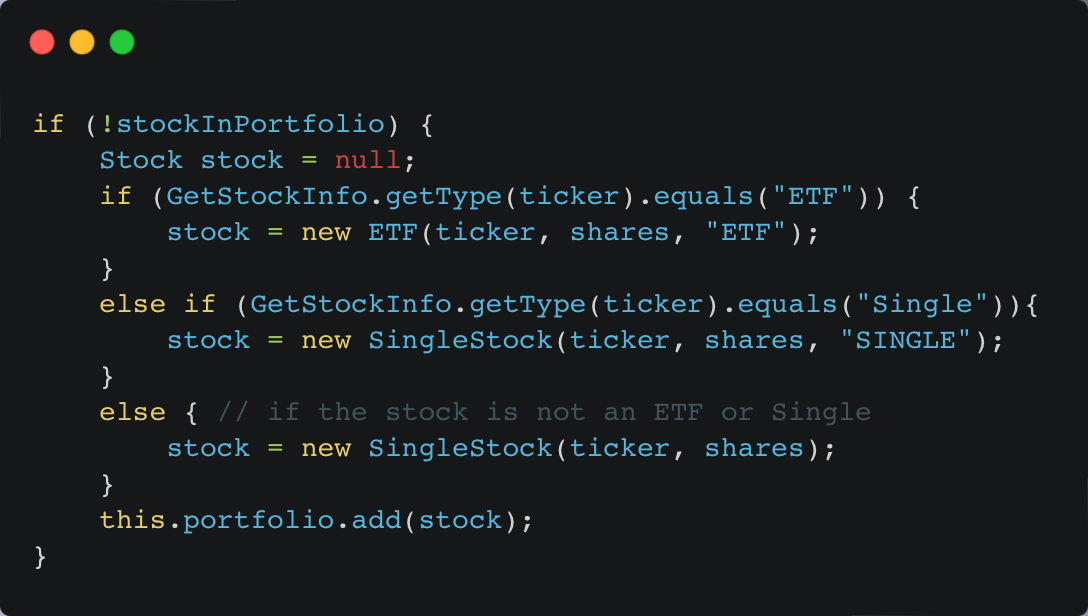 if (!stockInPortfolio) {
    Stock stock = null;
    if (GetStockInfo.getType(ticker).equals("ETF")) {
        stock = new ETF(ticker, shares, "ETF");
    }
    else if (GetStockInfo.getType(ticker).equals("Single")){
        stock = new SingleStock(ticker, shares, "SINGLE");
    }
    else { // if the stock is not an ETF or Single
        stock = new SingleStock(ticker, shares);
    }
    this.portfolio.add(stock);
}